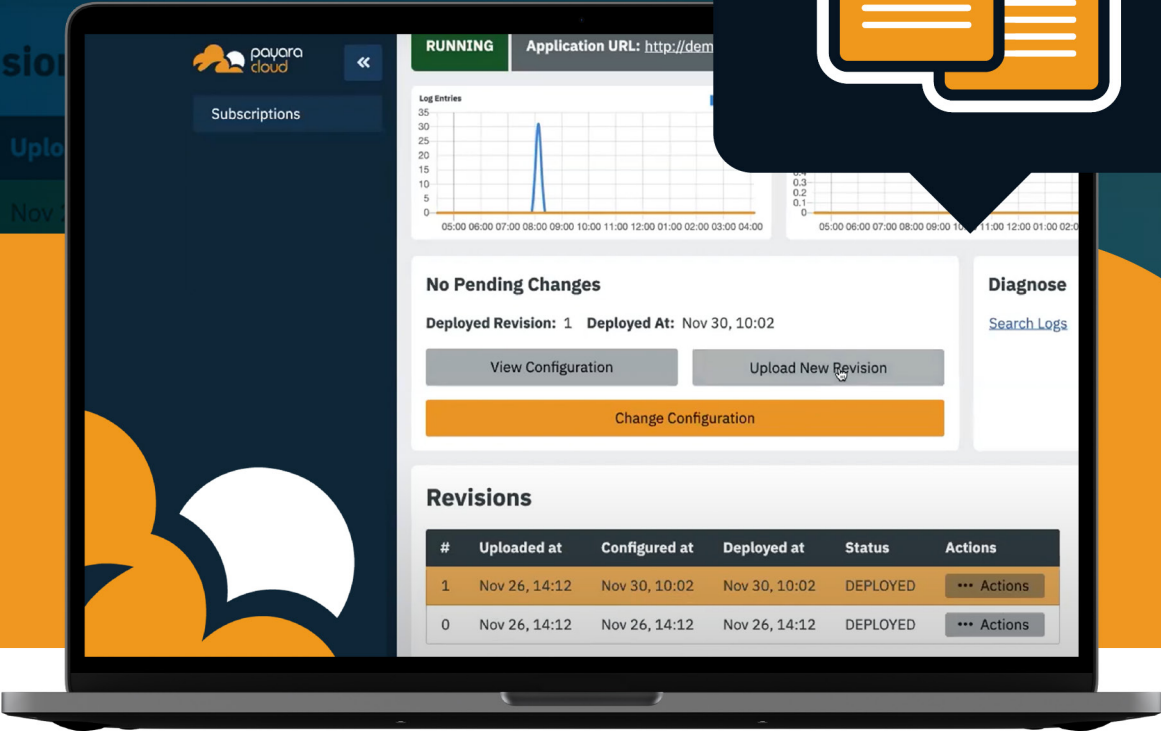 sion
Uplo
Nov
payara
cloud
«
Subscriptions
RUNNING Application URL: http://dem
Log Entries
35
30
25
20
15
10
5
0
05:00 06:00 07:00 08:00 09:00 10:00 11:00 12:00 01:00 02:00 03:00 04:00
0.3
0.2
0.1
0
05:00 06:00 07:00 08:00 09:00 11:00 12:00 01:00
No Pending Changes
Deployed Revision: 1 Deployed At: Nov 30, 10:02
View Configuration
Upload New Revision
Change Configuration
Diagnose
Search Logs
Revisions
# Uploaded at Configured at Deployed at Status Actions
1 Nov 26, 14:12 Nov 30, 10:02 Nov 30, 10:02 DEPLOYED ••• Actions
0 Nov 26, 14:12 Nov 26, 14:12 Nov 26, 14:12 DEPLOYED ••• Actions